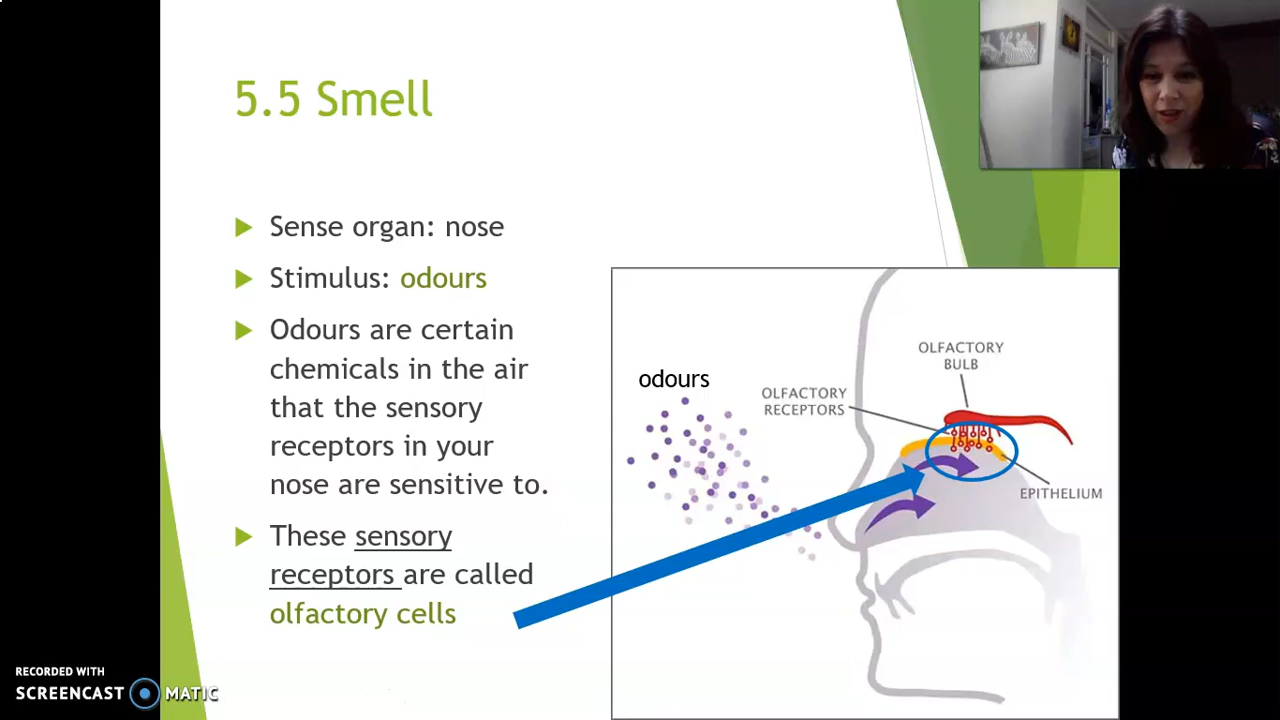 5.5 Smell
Sense organ: nose
Stimulus: odours
Odours are certain
chemicals in the air
that the sensory
receptors in your
nose are sensitive to.
These sensory
receptors are called
olfactory cells
odours
OLFACTORY
BULB
OLFACTORY
RECEPTORS
EPITHELIUM
RECORDED WITH
SCREENCAST MATIC